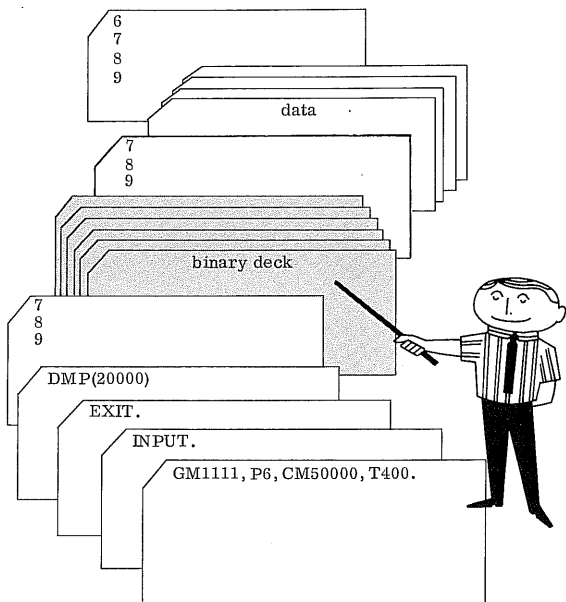 6
7
8
9
data
7
8
9
binary deck
7
8
9
DMP(20000)
EXIT.
INPUT.
GM1111, P6, CM50000, T400.